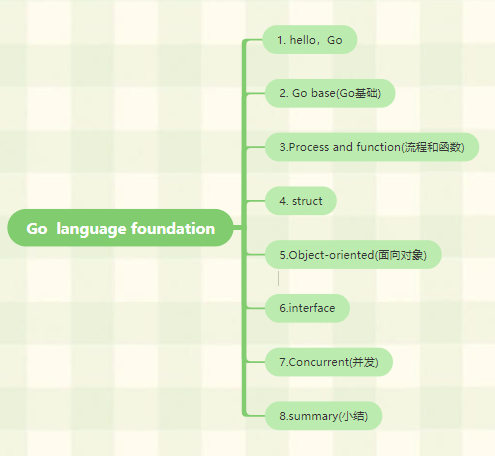 1. hello，Go
2. Go base(Go基础)
3.Process and function(流程和函数)
4. struct
Go  language foundation
5.Object-oriented(面向对象)
6.interface
7.Concurrent(并发)
8.summary(小结)